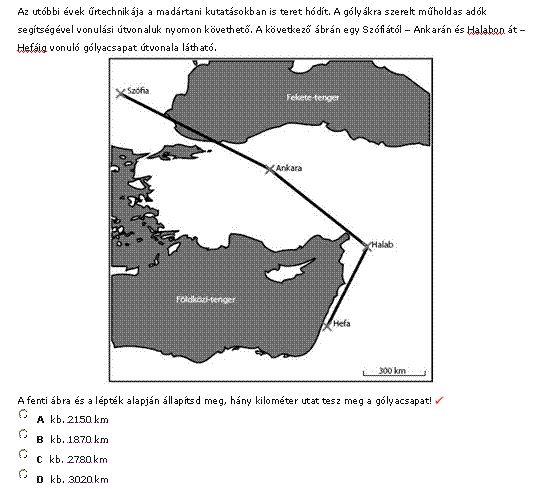 Az utóbbi évek űrtechnikája a madártani kutatásokban is teret hódít. A gólyákra szerelt műholdas adók
segítségével vonulási útvonaluk nyomon követhető. A következő ábrán egy Szófiától – Ankarán és Halabon át –
Hefáig vonuló gólyacsapat útvonala látható.
Szófia
Fekete-tenger
Ankara
Halab
Földközi-tenger
Hefa
300 km
A fenti ábra és a lépték alapján állapítsd meg, hány kilométer utat tesz meg a gólyacsapat!
A kb. 2150 km
B kb. 1870 km
C kb. 2780 km
D kb. 3020 km